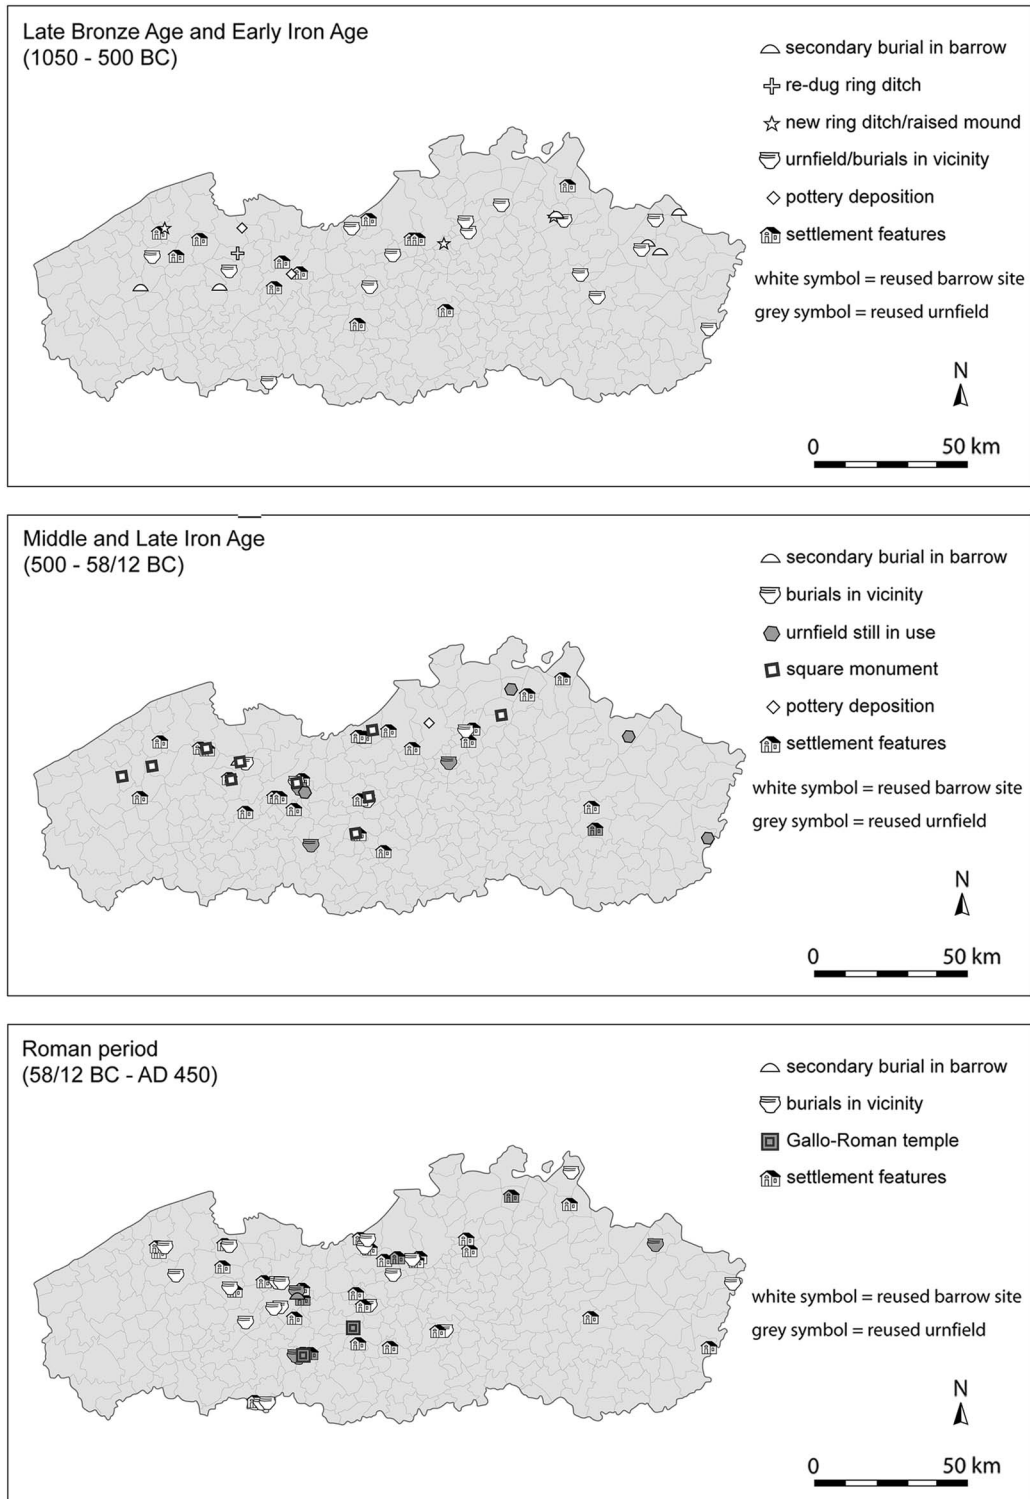 Late Bronze Age and Early Iron Age
(1050 - 500 BC)
secondary burial in barrow
re-dug ring ditch
new ring ditch/raised mound
urnfield/burials in vicinity
pottery deposition
settlement features
white symbol = reused barrow site
grey symbol = reused urnfield
N
0 50 km
Middle and Late Iron Age
(500 - 58/12 BC)
secondary burial in barrow
burials in vicinity
urnfield still in use
square monument
pottery deposition
settlement features
white symbol = reused barrow site
grey symbol = reused urnfield
N
0 50 km
Roman period
(58/12 BC - AD 450)
secondary burial in barrow
burials in vicinity
Gallo-Roman temple
settlement features
white symbol = reused barrow site
grey symbol = reused urnfield
N
0 50 km